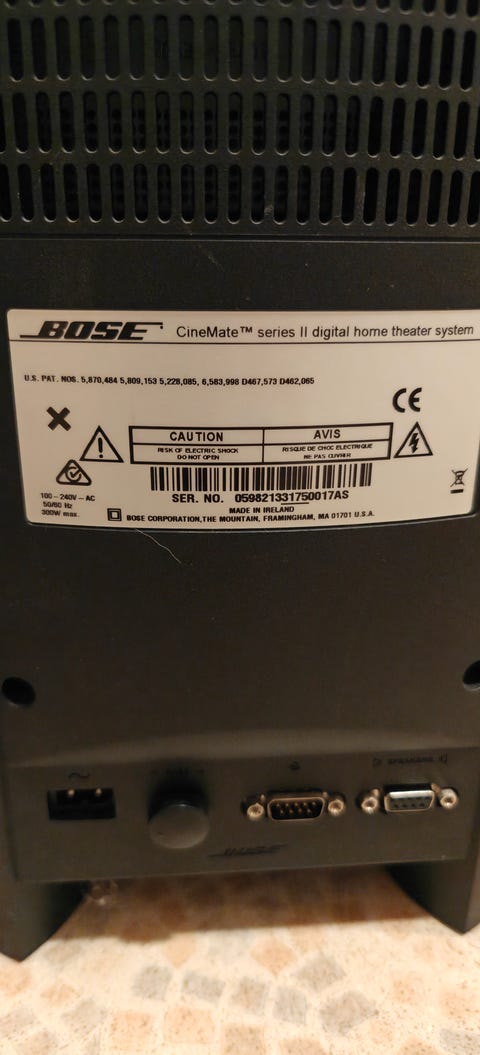 BOSE CineMate™ series II digital home theater system
U.S. PAT. NOS. 5,870,484 5,809,153 5,228,085, 6,583,998 D467,573 D462,065
CE
CAUTION AVIS
RISK OF ELECTRIC SHOCK RISQUE DE CHOC ELECTRIQUE
DO NOT OPEN NE PAS OUVRIR
SER. NO. 059821331750017AS
100-240V~AC
50/60 Hz
300W max.
MADE IN IRELAND
BOSE CORPORATION,THE MOUNTAIN, FRAMINGHAM, MA 01701 U.S.A.
- BASS +
SPEAKERS
BOSE